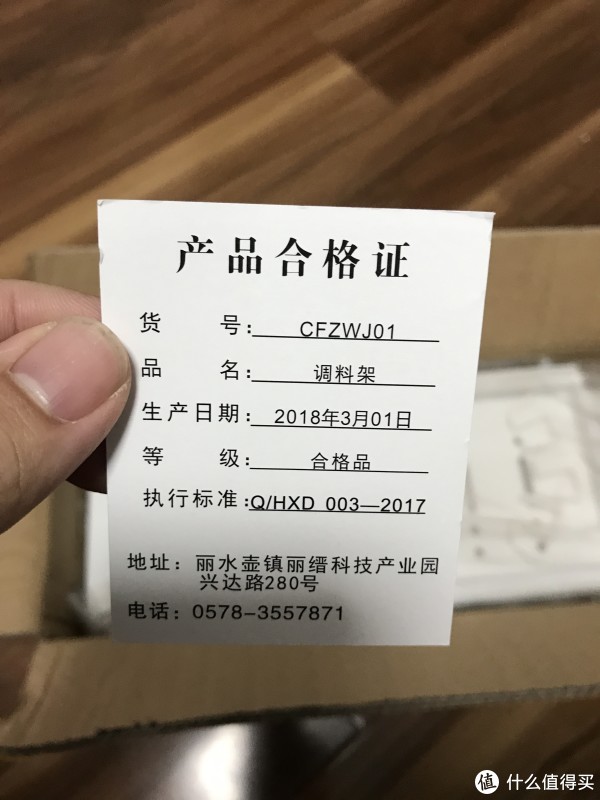 产品合格证
货 号: CFZWJ01
品 名: 调料架
生产日期: 2018年3月01日
等 级: 合格品
执行标准: Q/HXD 003—2017
地址: 丽水壶镇丽缙科技产业园
兴达路280号
电话: 0578-3557871
值 什么值得买